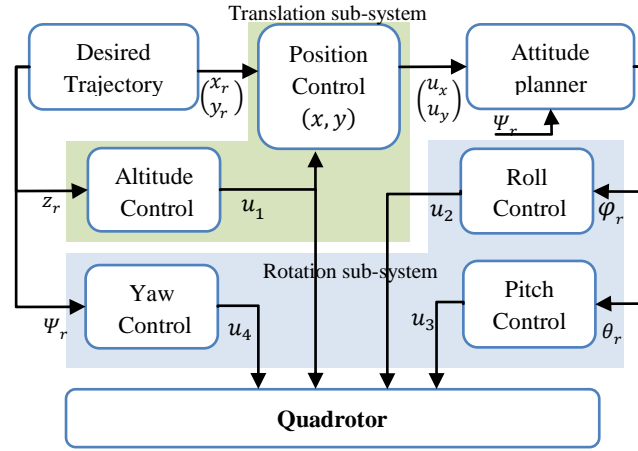 Translation sub-system
Desired
Trajectory
x_r
y_r
Position
Control
(x, y)
u_x
u_y
Attitude
planner
Ψ_r
z_r
Altitude
Control
u_1
u_2
Roll
Control
φ_r
Rotation sub-system
Ψ_r
Yaw
Control
u_4
u_3
Pitch
Control
θ_r
Quadrotor